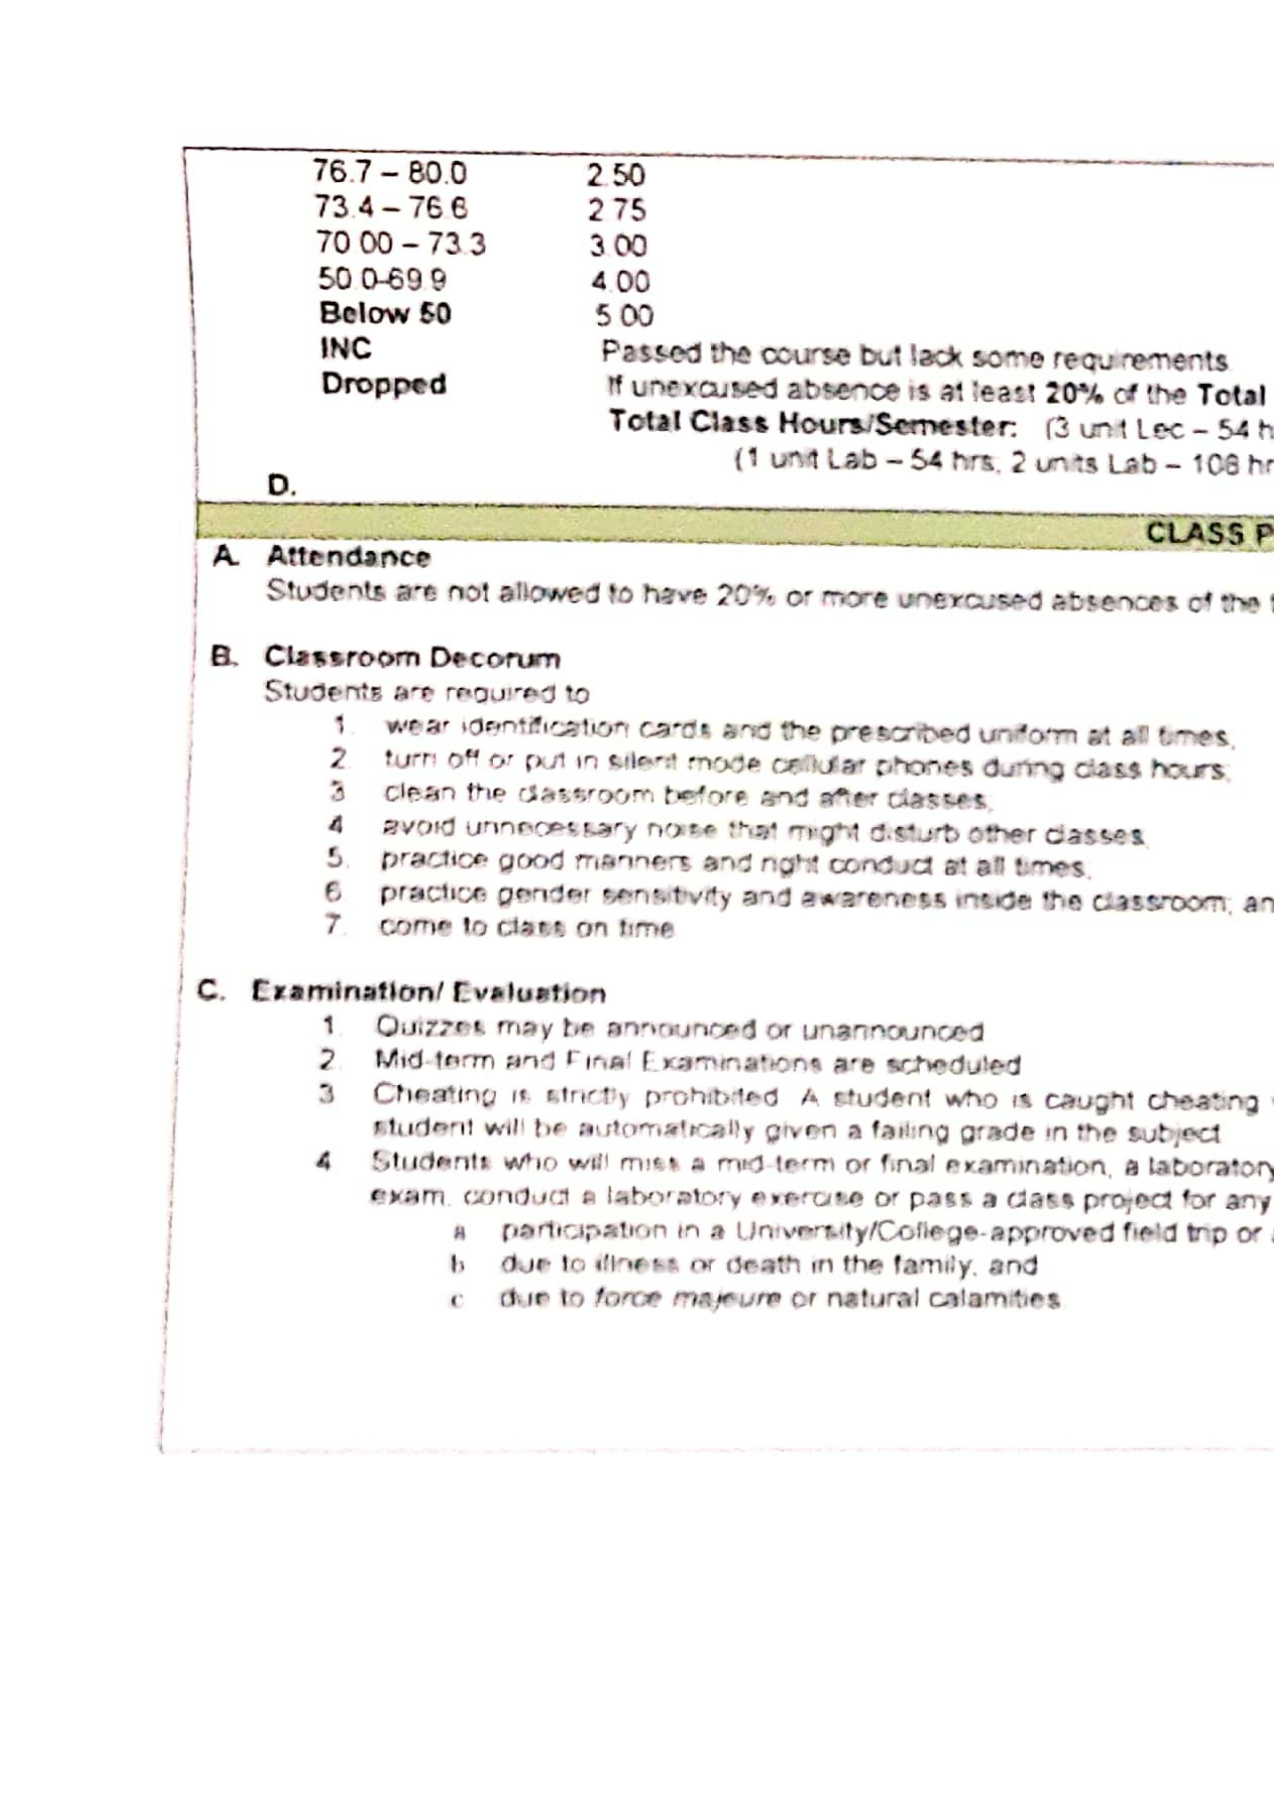 76.7 – 80.0 2.50
73.4 – 76.6 2.75
70.00 – 73.3 3.00
50.0-69.9 4.00
Below 50 5.00
INC Passed the course but lack some requirements.
Dropped If unexcused absence is at least 20% of the Total
Total Class Hours/Semester: (3 unit Lec – 54 h
(1 unit Lab – 54 hrs, 2 units Lab – 108 hr
D.
CLASS P
A. Attendance
Students are not allowed to have 20% or more unexcused absences of the t
B. Classroom Decorum
Students are required to
1. wear identification cards and the prescribed uniform at all times;
2. turn off or put in silent mode cellular phones during class hours;
3. clean the classroom before and after classes;
4. avoid unnecessary noise that might disturb other classes;
5. practice good manners and right conduct at all times;
6. practice gender sensitivity and awareness inside the classroom; an
7. come to class on time.
C. Examination/ Evaluation
1. Quizzes may be announced or unannounced
2. Mid-term and Final Examinations are scheduled
3. Cheating is strictly prohibited. A student who is caught cheating
student will be automatically given a failing grade in the subject
4. Students who will miss a mid-term or final examination, a laboratory
exam, conduct a laboratory exercise or pass a class project for any
a participation in a University/College-approved field trip or
b due to illness or death in the family, and
c due to force majeure or natural calamities